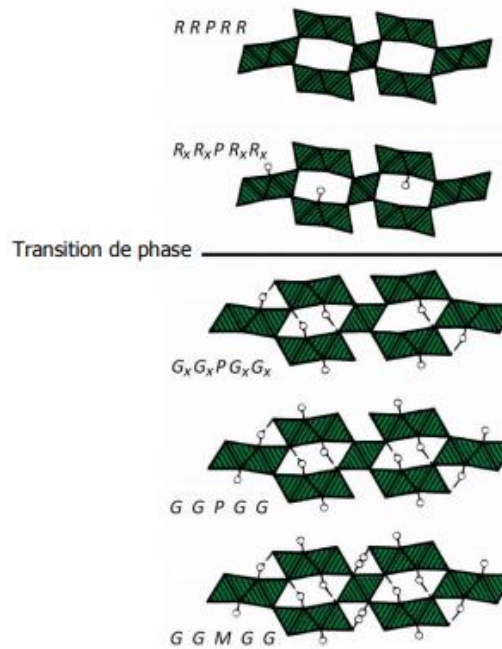 R R P R R
RₓRₓP RₓRₓ
Transition de phase
GₓGₓP GₓGₓ
G G P G G
G G M G G